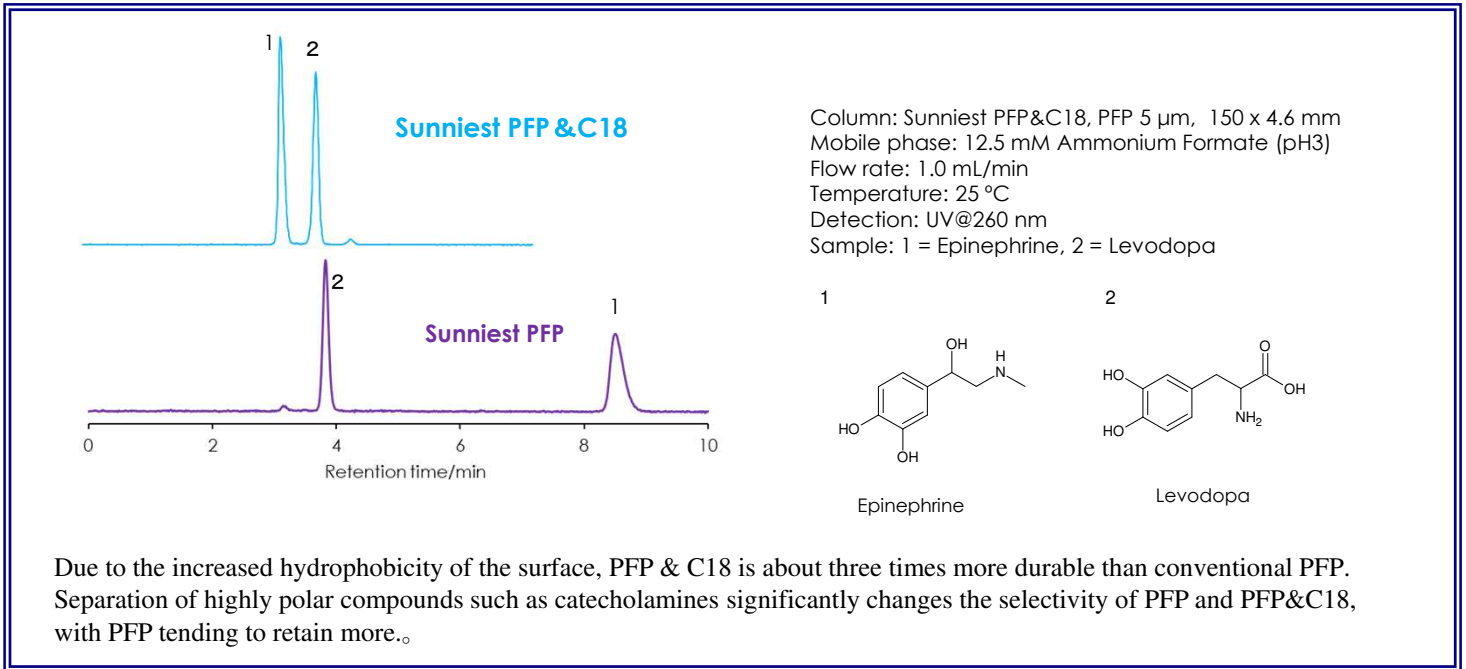 1
2
Sunniest PFP &C18
2
1
Sunniest PFP
0 2 4 6 8 10
Retention time/min
Column: Sunniest PFP&C18, PFP 5 µm, 150 x 4.6 mm
Mobile phase: 12.5 mM Ammonium Formate (pH3)
Flow rate: 1.0 mL/min
Temperature: 25 ºC
Detection: UV@260 nm
Sample: 1 = Epinephrine, 2 = Levodopa
1
OH
H
N
HO
OH
Epinephrine
2
O
HO
OH
NH2
HO
Levodopa
Due to the increased hydrophobicity of the surface, PFP & C18 is about three times more durable than conventional PFP.
Separation of highly polar compounds such as catecholamines significantly changes the selectivity of PFP and PFP&C18,
with PFP tending to retain more.。